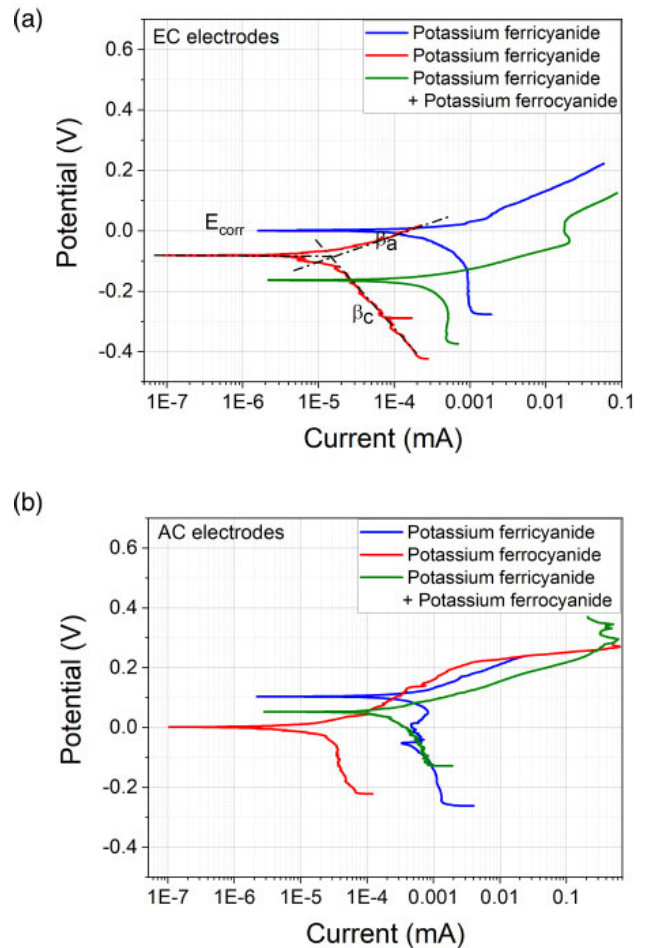 (a)
EC electrodes
Potassium ferricyanide
Potassium ferricyanide
Potassium ferricyanide
+ Potassium ferrocyanide
0.6
0.4
0.2
0.0
-0.2
-0.4
Potential (V)
Ecorr
βa
βc
1E-7 1E-6 1E-5 1E-4 0.001 0.01 0.1
Current (mA)
(b)
AC electrodes
Potassium ferricyanide
Potassium ferrocyanide
Potassium ferricyanide
+ Potassium ferrocyanide
0.6
0.4
0.2
0.0
-0.2
-0.4
Potential (V)
1E-7 1E-6 1E-5 1E-4 0.001 0.01 0.1
Current (mA)